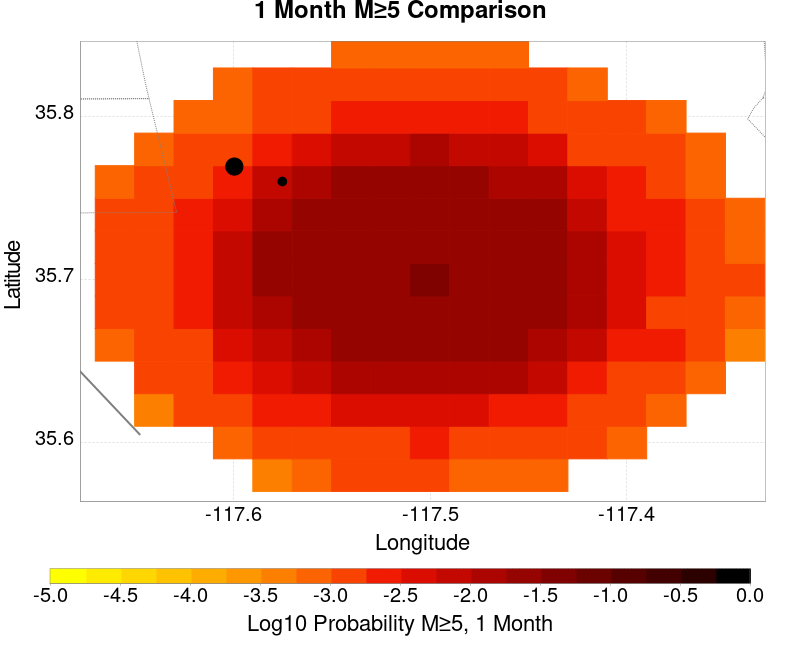 1 Month M≥5 Comparison
35.8
35.7
35.6
Latitude
-117.6 -117.5 -117.4
Longitude
-5.0 -4.5 -4.0 -3.5 -3.0 -2.5 -2.0 -1.5 -1.0 -0.5 0.0
Log10 Probability M≥5, 1 Month